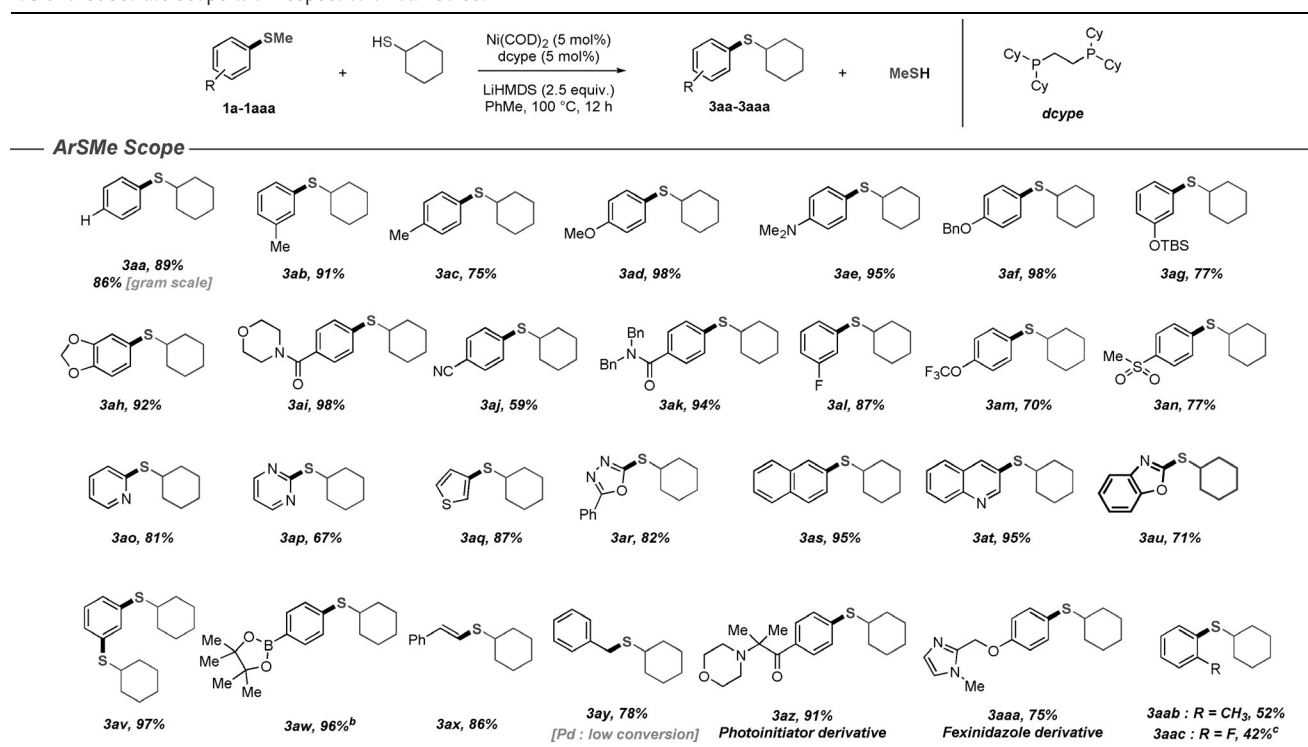 SMe
HS
R
1a-1aaa
+
Ni(COD)2 (5 mol%)
dcype (5 mol%)
LiHMDS (2.5 equiv.)
PhMe, 100 °C, 12 h
S
R
3aa-3aaa
+
MeSH
Cy
P
Cy
Cy
P
Cy
dcype
ArSMe Scope
H
S
3aa, 89%
86% [gram scale]
S
Me
3ab, 91%
S
Me
3ac, 75%
S
MeO
3ad, 98%
S
Me2N
3ae, 95%
S
BnO
3af, 98%
S
OTBS
3ag, 77%
O
O
S
3ah, 92%
O
N
O
S
3ai, 98%
S
NC
3aj, 59%
Bn
N
Bn
O
S
3ak, 94%
S
F
3al, 87%
S
F3C
O
3am, 70%
Me
S
O
O
S
3an, 77%
S
N
3ao, 81%
N
N
S
3ap, 67%
S
S
3aq, 87%
N
N
O
S
Ph
3ar, 82%
S
3as, 95%
S
N
3at, 95%
N
O
S
3au, 71%
S
S
3av, 97%
S
O
B
O
Me
Me
Me
Me
3aw, 96%b
Ph
S
3ax, 86%
S
3ay, 78%
[Pd : low conversion]
Me
Me
N
O
O
S
3az, 91%
Photoinitiator derivative
N
N
Me
O
S
3aaa, 75%
Fexinidazole derivative
S
R
3aab : R = CH3, 52%
3aac : R = F, 42%c